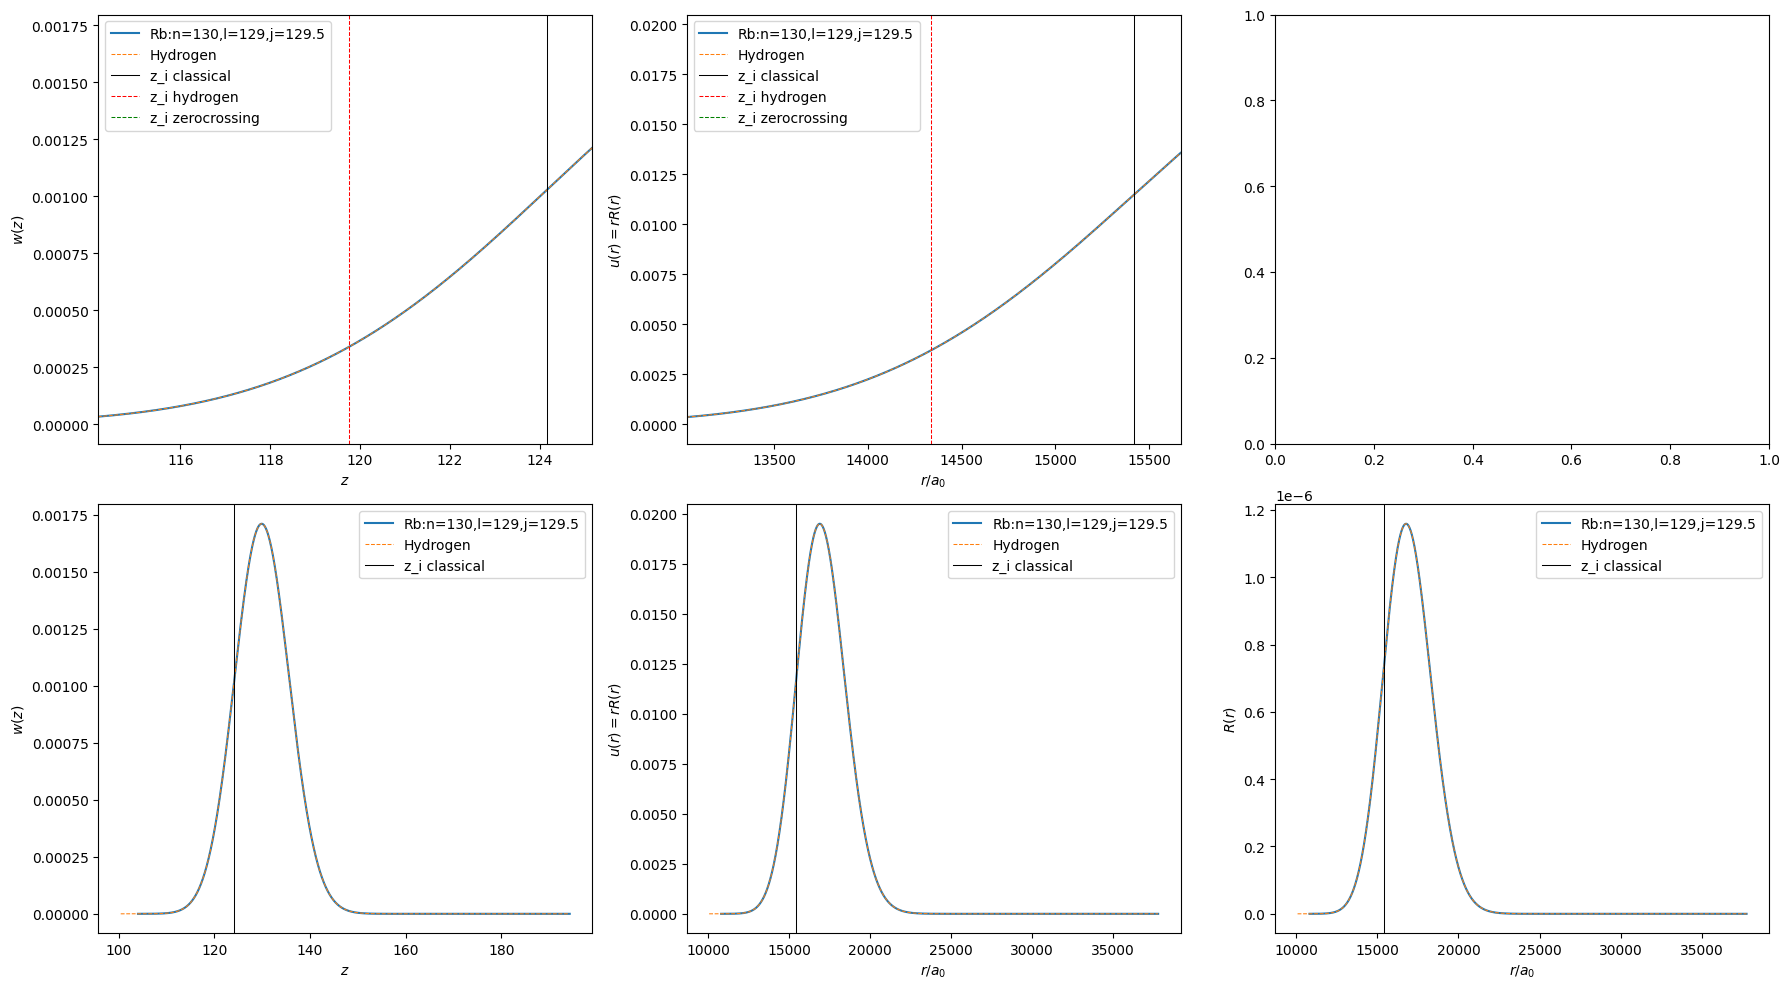 0.00175
0.00150
0.00125
0.00100
0.00075
0.00050
0.00025
0.00000
w(z)
116 118 120 122 124
z
Rb:n=130,l=129,j=129.5
Hydrogen
z_i classical
z_i hydrogen
z_i zerocrossing
0.0200
0.0175
0.0150
0.0125
0.0100
0.0075
0.0050
0.0025
0.0000
u(r) = rR(r)
13500 14000 14500 15000 15500
r/a₀
Rb:n=130,l=129,j=129.5
Hydrogen
z_i classical
z_i hydrogen
z_i zerocrossing
1.0
0.8
0.6
0.4
0.2
0.0
0.0 0.2 0.4 0.6 0.8 1.0
0.00175
0.00150
0.00125
0.00100
0.00075
0.00050
0.00025
0.00000
w(z)
100 120 140 160 180
z
Rb:n=130,l=129,j=129.5
Hydrogen
z_i classical
0.0200
0.0175
0.0150
0.0125
0.0100
0.0075
0.0050
0.0025
0.0000
u(r) = rR(r)
10000 15000 20000 25000 30000 35000
r/a₀
Rb:n=130,l=129,j=129.5
Hydrogen
z_i classical
1e−6
1.2
1.0
0.8
0.6
0.4
0.2
0.0
R(r)
10000 15000 20000 25000 30000 35000
r/a₀
Rb:n=130,l=129,j=129.5
Hydrogen
z_i classical